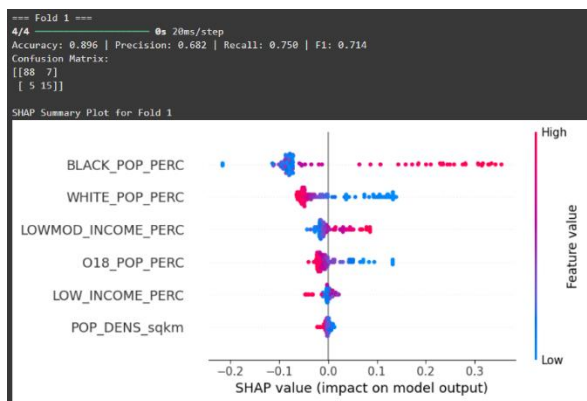 === Fold 1 ===
4/4 ━━━━━━━━━━━━━━━━━━━━ 0s 20ms/step
Accuracy: 0.896 | Precision: 0.682 | Recall: 0.750 | F1: 0.714
Confusion Matrix:
[[88  7]
 [ 5 15]]
SHAP Summary Plot for Fold 1
High
BLACK_POP_PERC
WHITE_POP_PERC
LOWMOD_INCOME_PERC
O18_POP_PERC
LOW_INCOME_PERC
POP_DENS_sqkm
Feature value
Low
−0.2 −0.1 0.0 0.1 0.2 0.3
SHAP value (impact on model output)